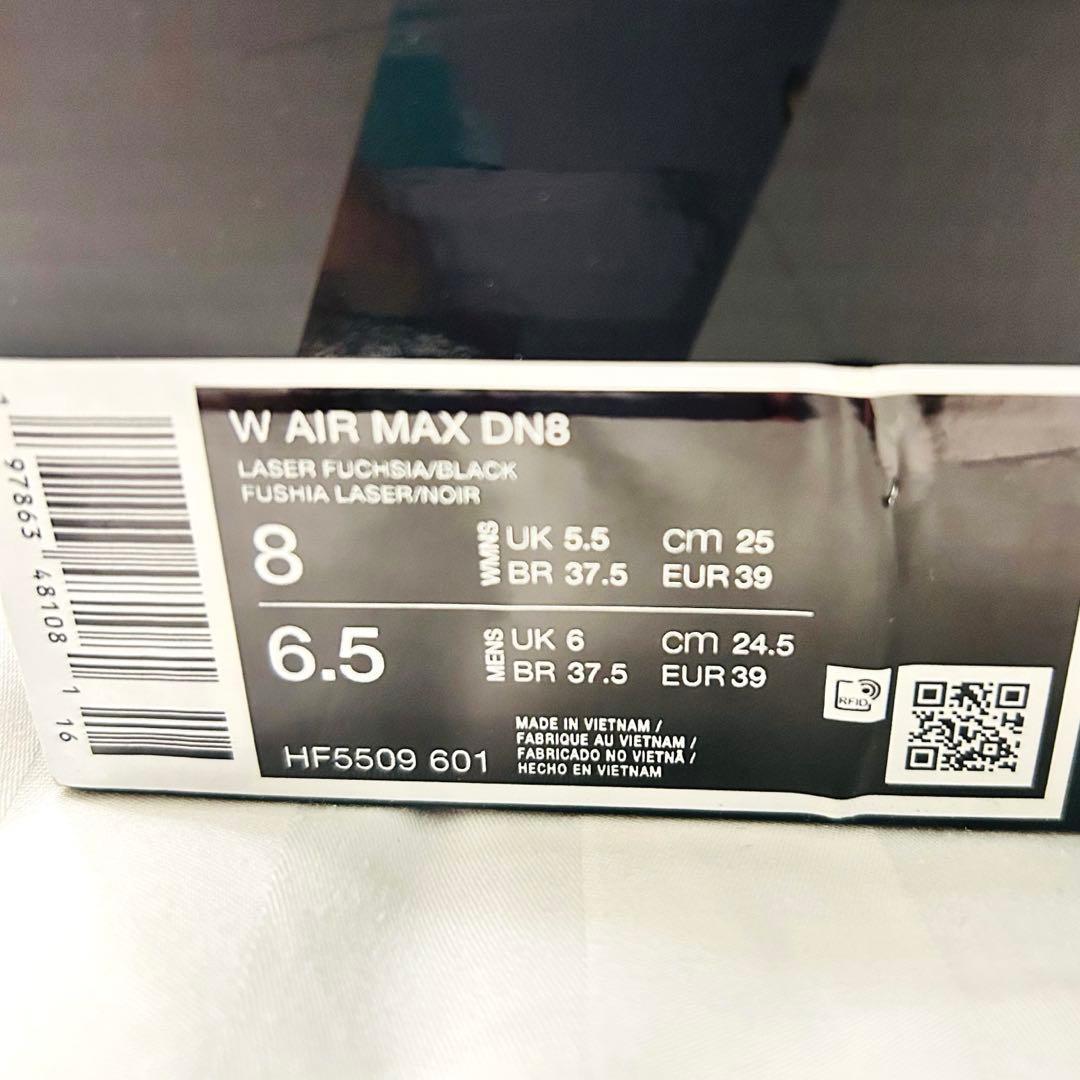 W AIR MAX DN8
LASER FUCHSIA/BLACK
FUSHIA LASER/NOIR
8
WMNS
UK 5.5 CM 25
BR 37.5 EUR 39
6.5
MENS
UK 6 CM 24.5
BR 37.5 EUR 39
HF5509 601
MADE IN VIETNAM /
FABRIQUE AU VIETNAM /
FABRICADO NO VIETNÃ /
HECHO EN VIETNAM
RFID
1 97863 48108 1 16